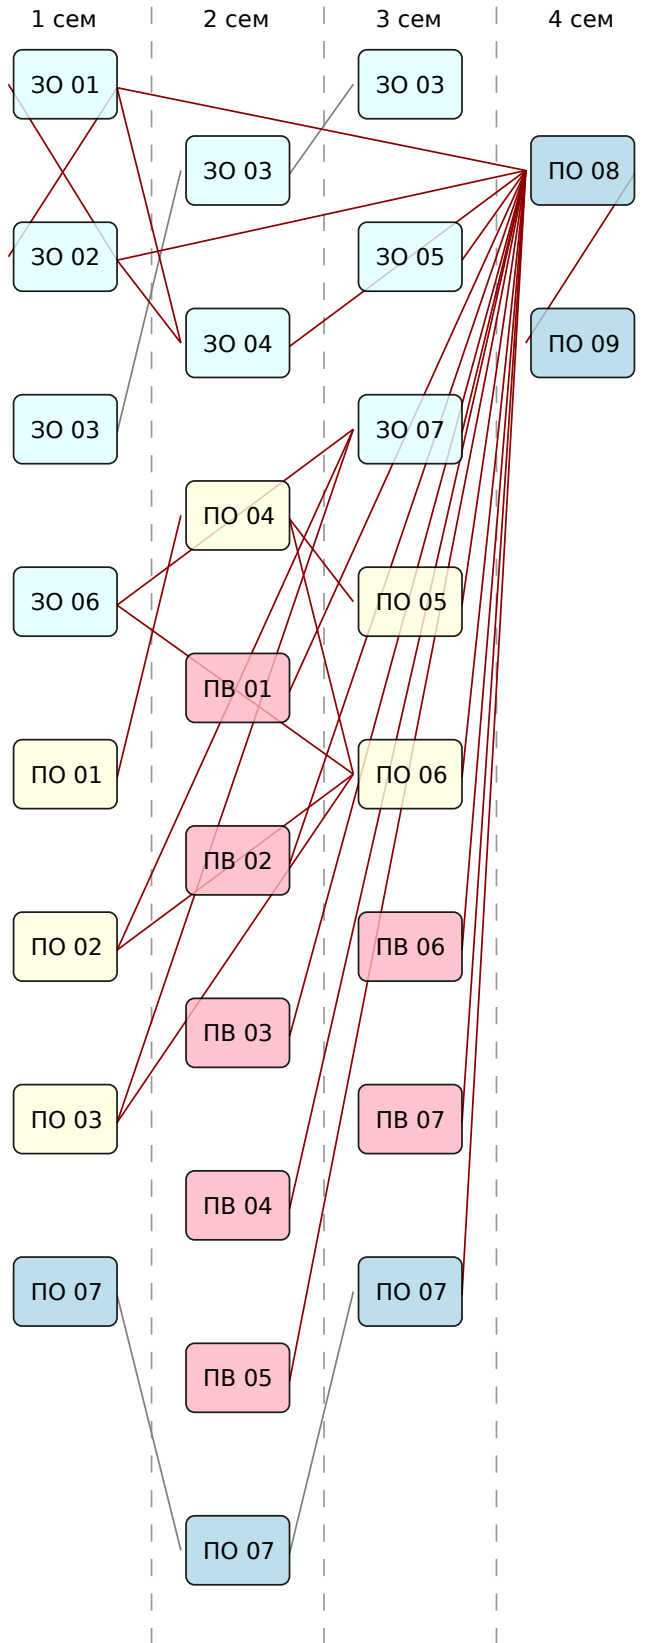 1 сем 2 сем 3 сем 4 сем
ЗО 01
ЗО 03
ЗО 03
ПО 08
ЗО 02
ЗО 05
ЗО 04
ПО 09
ЗО 03
ЗО 07
ПО 04
ЗО 06
ПО 05
ПВ 01
ПО 01
ПО 06
ПВ 02
ПО 02
ПВ 06
ПВ 03
ПО 03
ПВ 07
ПВ 04
ПО 07
ПО 07
ПВ 05
ПО 07